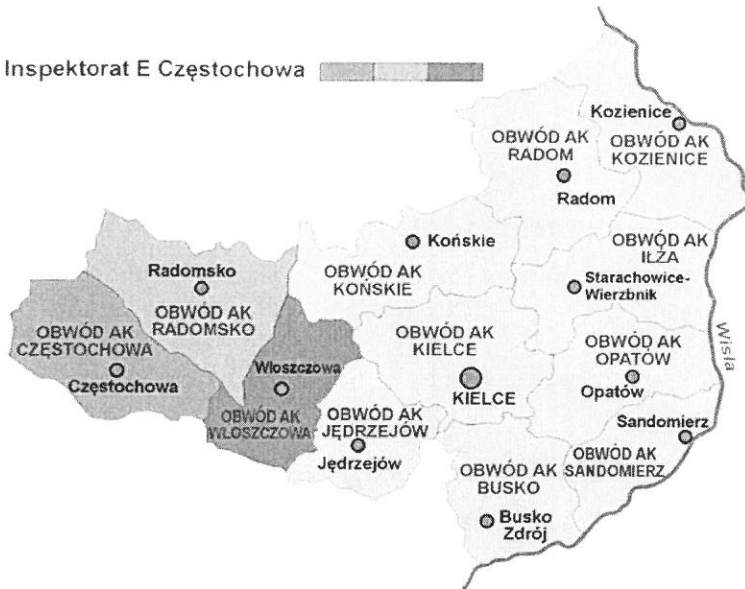 Inspektorat E Częstochowa
Kozienice
OBWÓD AK
KOZIENICE
OBWÓD AK
RADOM
Radom
Końskie
OBWÓD AK
KOŃSKIE
OBWÓD AK
IŁŻA
Starachowice-
Wierzbnik
Radomsko
OBWÓD AK
RADOMSKO
OBWÓD AK
CZĘSTOCHOWA
Częstochowa
Włoszczowa
OBWÓD AK
WŁOSZCZOWA
OBWÓD AK
KIELCE
KIELCE
OBWÓD AK
OPATÓW
Opatów
Wisła
OBWÓD AK
JĘDRZEJÓW
Jędrzejów
Sandomierz
OBWÓD AK
SANDOMIERZ
OBWÓD AK
BUSKO
Busko
Zdrój